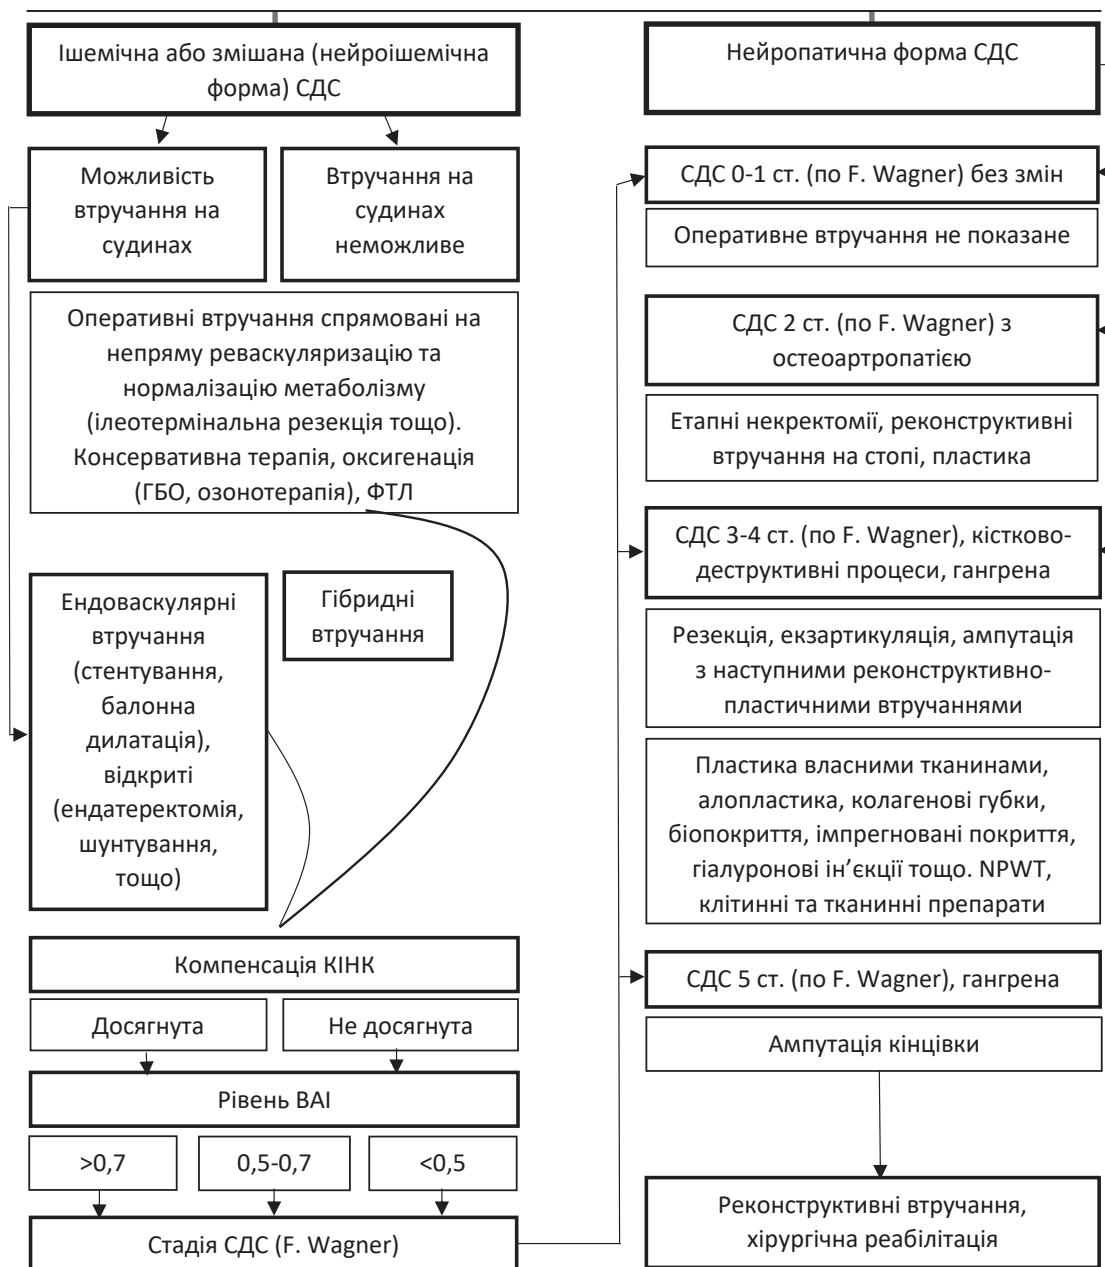 Ішемічна або змішана (нейроішемічна
форма) СДС
Можливість
втручання на
судинах
Втручання на
судинах
неможливе
Оперативні втручання спрямовані на
непряму реваскуляризацію та
нормалізацію метаболізму
(ілеотермінальна резекція тощо).
Консервативна терапія, оксигенація
(ГБО, озонотерапія), ФТЛ
Ендоваскулярні
втручання
(стентування,
балонна
дилатація),
відкриті
(ендатеректомія,
шунтування,
тощо)
Гібридні
втручання
Компенсація КІНК
Досягнута
Не досягнута
Рівень ВАІ
>0,7
0,5-0,7
<0,5
Стадія СДС (F. Wagner)
Нейропатична форма СДС
СДС 0-1 ст. (по F. Wagner) без змін
Оперативне втручання не показане
СДС 2 ст. (по F. Wagner) з
остеоартропатією
Етапні некректомії, реконструктивні
втручання на стопі, пластика
СДС 3-4 ст. (по F. Wagner), кістково-
деструктивні процеси, гангрена
Резекція, екзартикуляція, ампутація
з наступними реконструктивно-
пластичними втручаннями
Пластика власними тканинами,
алопластика, колагенові губки,
біопокриття, імпрегновані покриття,
гіалуронові ін’єкції тощо. NPWT,
клітинні та тканинні препарати
СДС 5 ст. (по F. Wagner), гангрена
Ампутація кінцівки
Реконструктивні втручання,
хірургічна реабілітація